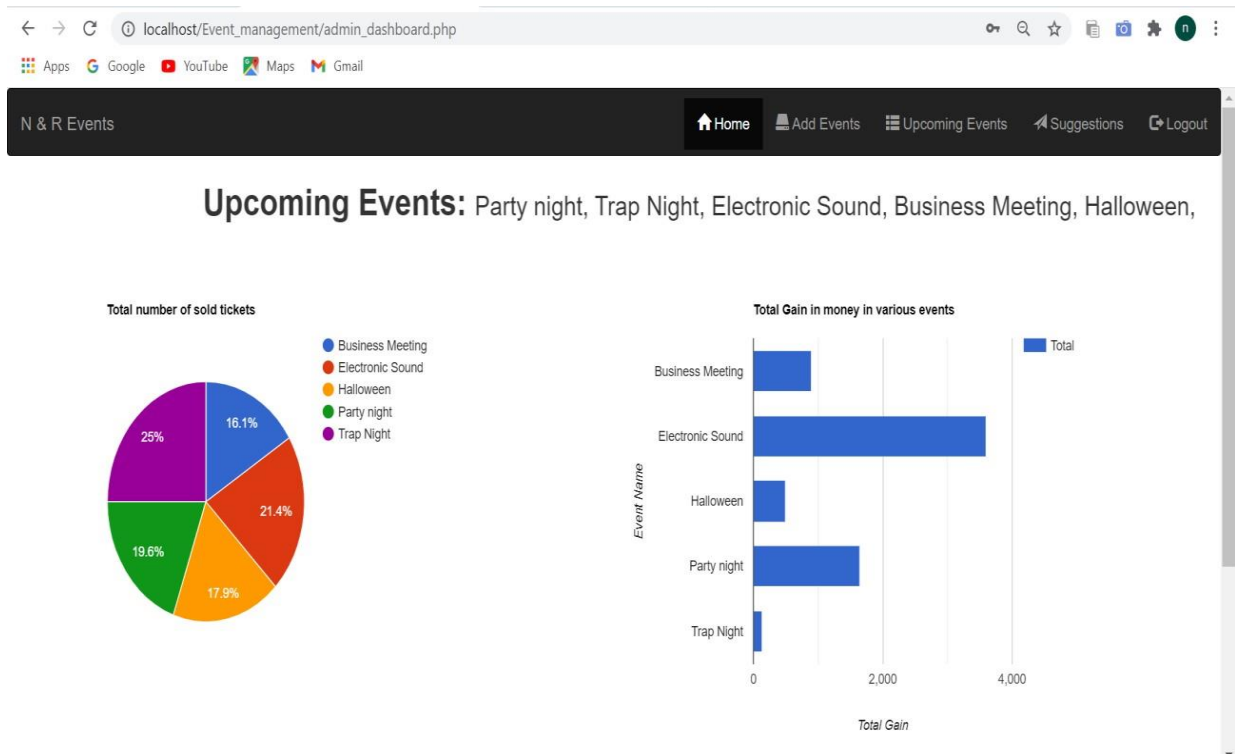 localhost/Event_management/admin_dashboard.php
n
Apps Google YouTube Maps Gmail
N & R Events Home Add Events Upcoming Events Suggestions Logout
Upcoming Events: Party night, Trap Night, Electronic Sound, Business Meeting, Halloween,
Total number of sold tickets
Business Meeting
Electronic Sound
Halloween
Party night
Trap Night
16.1%
25%
21.4%
19.6%
17.9%
Total Gain in money in various events
Total
Event Name
Business Meeting
Electronic Sound
Halloween
Party night
Trap Night
0 2,000 4,000
Total Gain